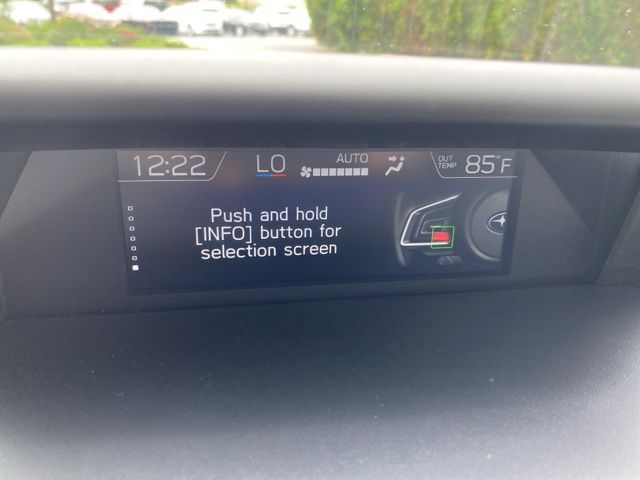 12:22
LO
AUTO
OUT
TEMP
85°F
Push and hold
[INFO] button for
selection screen